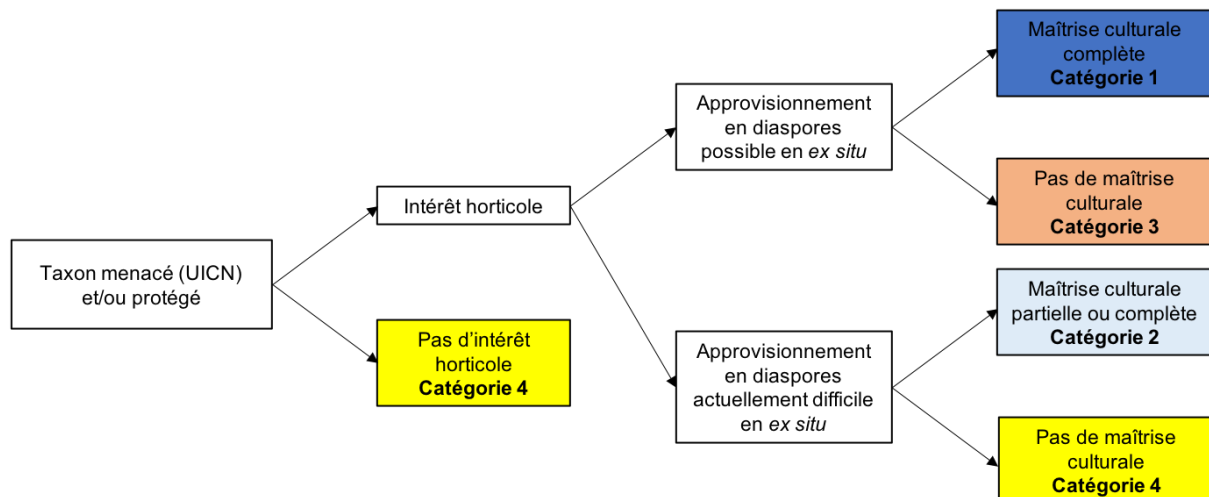 Taxon menacé (UICN)
et/ou protégé
Intérêt horticole
Pas d'intérêt
horticole
Catégorie 4
Approvisionnement
en diaspores
possible en ex situ
Approvisionnement
en diaspores
actuellement difficile
en ex situ
Maîtrise culturale
complète
Catégorie 1
Pas de maîtrise
culturale
Catégorie 3
Maîtrise culturale
partielle ou complète
Catégorie 2
Pas de maîtrise
culturale
Catégorie 4